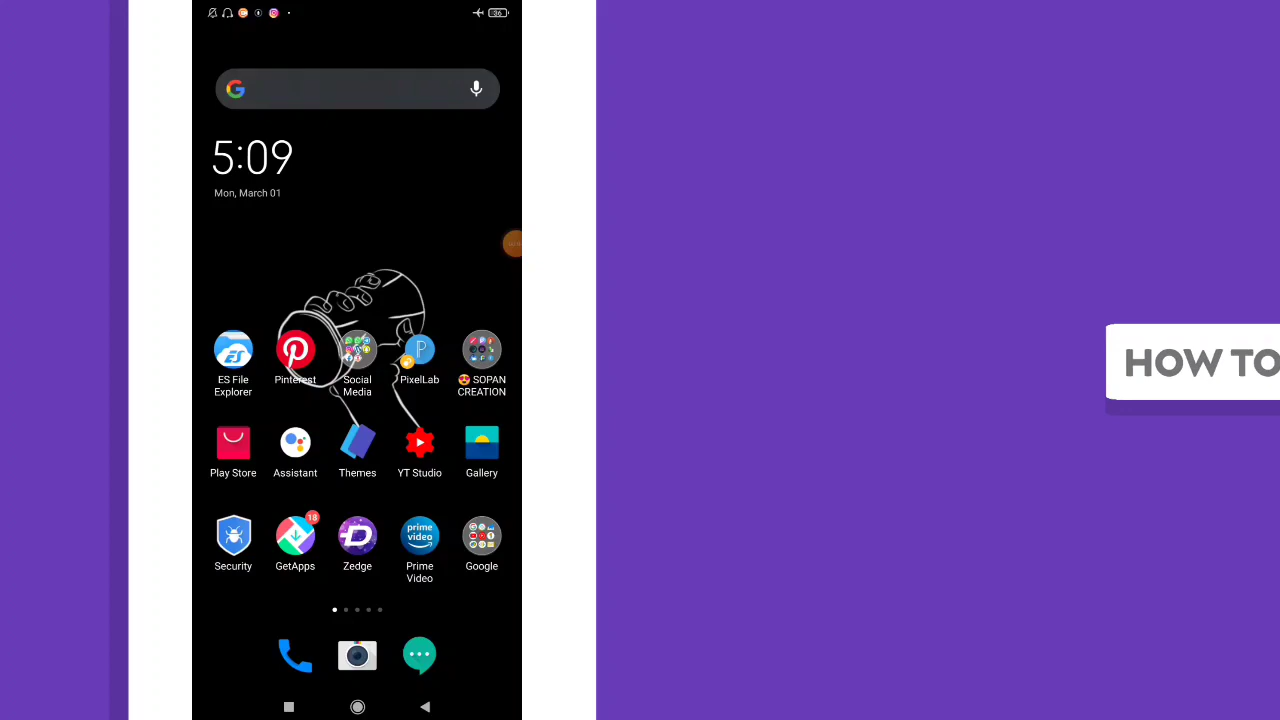 36
5:09
Mon, March 01
ES File
Explorer
Pinterest
Social
Media
PixelLab
😍 SOPAN
CREATION
Play Store
Assistant
Themes
YT Studio
Gallery
18
Security
GetApps
Zedge
prime
video
Prime
Video
Google
HOW TO